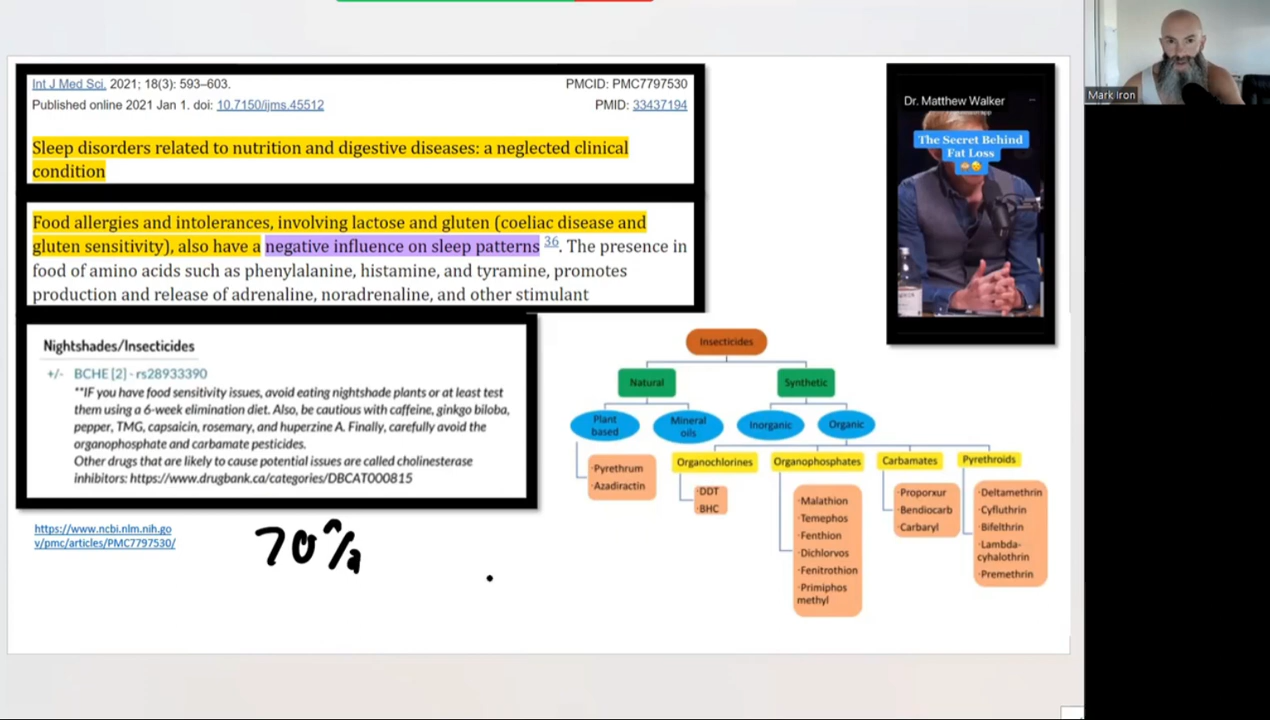 Int J Med Sci. 2021; 18(3): 593–603.
PMCID: PMC7797530
Published online 2021 Jan 1. doi: 10.7150/ijms.45512
PMID: 33437194
Sleep disorders related to nutrition and digestive diseases: a neglected clinical
condition
Food allergies and intolerances, involving lactose and gluten (coeliac disease and
gluten sensitivity), also have a negative influence on sleep patterns 36. The presence in
food of amino acids such as phenylalanine, histamine, and tyramine, promotes
production and release of adrenaline, noradrenaline, and other stimulant
Nightshades/Insecticides
+/- BCHE [2] - rs28933390
**IF you have food sensitivity issues, avoid eating nightshade plants or at least test
them using a 6-week elimination diet. Also, be cautious with caffeine, ginkgo biloba,
pepper, TMG, capsaicin, rosemary, and huperzine A. Finally, carefully avoid the
organophosphate and carbamate pesticides.
Other drugs that are likely to cause potential issues are called cholinesterase
inhibitors: https://www.drugbank.ca/categories/DBCAT000815
https://www.ncbi.nlm.nih.go
v/pmc/articles/PMC7797530/
70%
Insecticides
Natural
Synthetic
Plant
based
Mineral
oils
Inorganic
Organic
·Pyrethrum
·Azadiractin
Organochlorines
Organophosphates
Carbamates
Pyrethroids
·DDT
·BHC
·Malathion
·Temephos
·Fenthion
·Dichlorvos
·Fenitrothion
·Primiphos
methyl
·Proporxur
·Bendiocarb
·Carbaryl
·Deltamethrin
·Cyfluthrin
·Bifelthrin
·Lambda-
cyhalothrin
·Premethrin
Dr. Matthew Walker
The Secret Behind
Fat Loss
Mark Iron